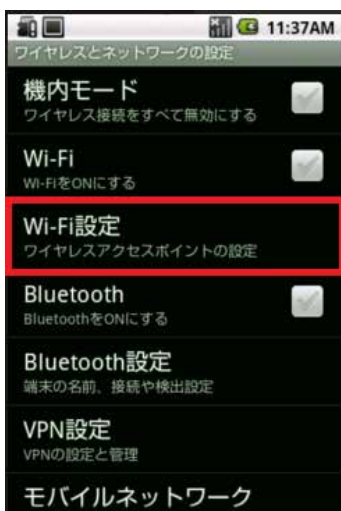 11:37AM
ワイヤレスとネットワークの設定
機内モード
ワイヤレス接続をすべて無効にする
Wi-Fi
Wi-FiをONにする
Wi-Fi設定
ワイヤレスアクセスポイントの設定
Bluetooth
BluetoothをONにする
Bluetooth設定
端末の名前、接続や検出設定
VPN設定
VPNの設定と管理
モバイルネットワーク